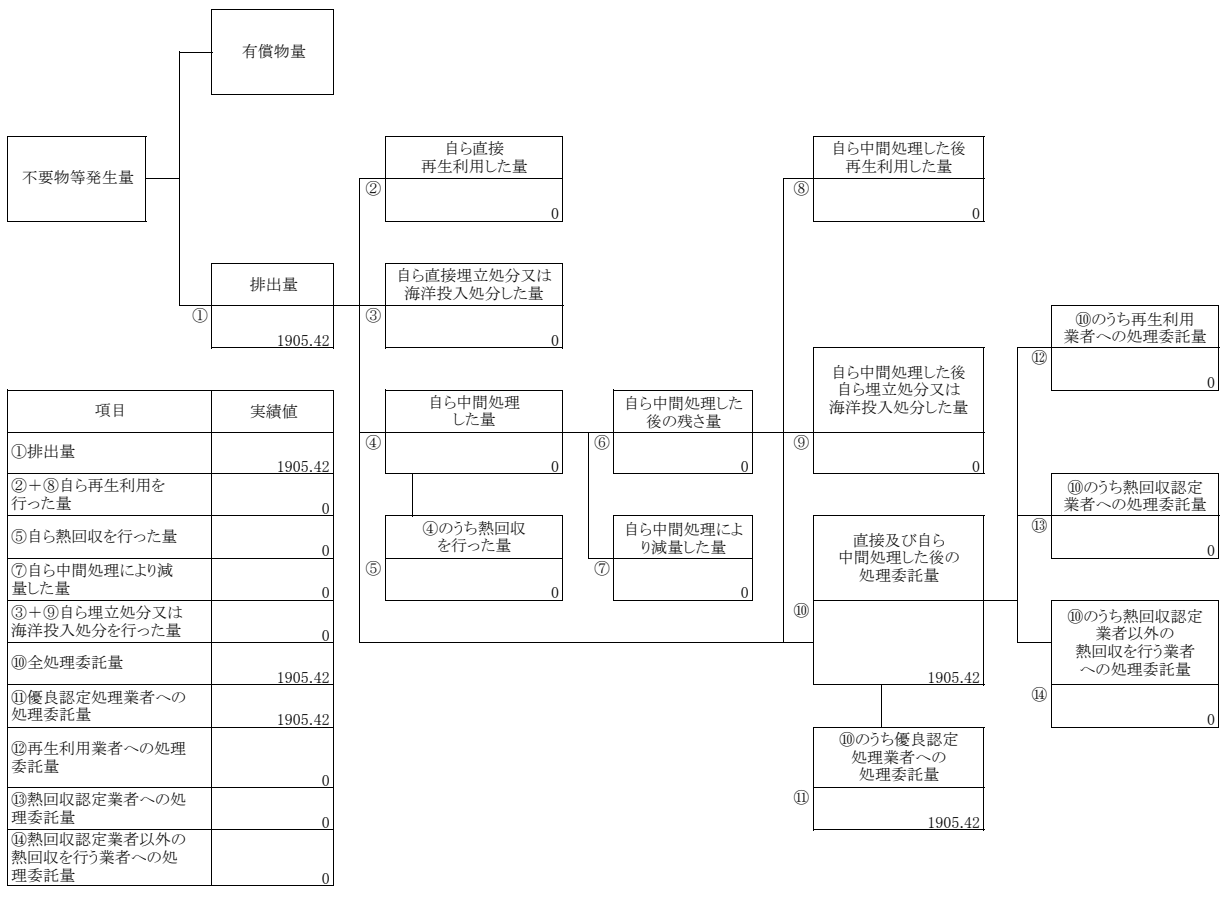 有償物量
不要物等発生量
排出量
①
1905.42
自ら直接
再生利用した量
②
0
自ら直接埋立処分又は
海洋投入処分した量
③
0
自ら中間処理
した量
④
0
④のうち熱回収
を行った量
⑤
0
自ら中間処理した
後の残さ量
⑥
0
自ら中間処理によ
り減量した量
⑦
0
自ら中間処理した後
再生利用した量
⑧
0
自ら中間処理した後
自ら埋立処分又は
海洋投入処分した量
⑨
0
直接及び自ら
中間処理した後の
処理委託量
⑩
1905.42
⑩のうち優良認定
処理業者への
処理委託量
⑪
1905.42
⑩のうち再生利用
業者への処理委託量
⑫
0
⑩のうち熱回収認定
業者への処理委託量
⑬
0
⑩のうち熱回収認定
業者以外の
熱回収を行う業者
への処理委託量
⑭
0
項目 実績値
①排出量
1905.42
②＋⑧自ら再生利用を
行った量
0
⑤自ら熱回収を行った量
0
⑦自ら中間処理により減
量した量
0
③＋⑨自ら埋立処分又は
海洋投入処分を行った量
0
⑩全処理委託量
1905.42
⑪優良認定処理業者への
処理委託量
1905.42
⑫再生利用業者への処理
委託量
0
⑬熱回収認定業者への処
理委託量
0
⑭熱回収認定業者以外の
熱回収を行う業者への処
理委託量
0